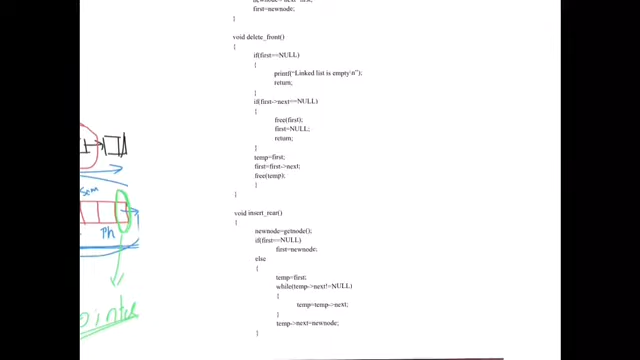 first=newnode;
}
void delete_front()
{
if(first==NULL)
{
printf("Linked list is empty\n");
return;
}
if(first->next==NULL)
{
free(first);
first=NULL;
return;
}
temp=first;
first=first->next;
free(temp);
}
}
void insert_rear()
{
newnode=getnode();
if(first==NULL)
first=newnode;
else
{
temp=first;
while(temp->next!=NULL)
{
temp=temp->next;
}
temp->next=newnode;
}
Sem
Ph